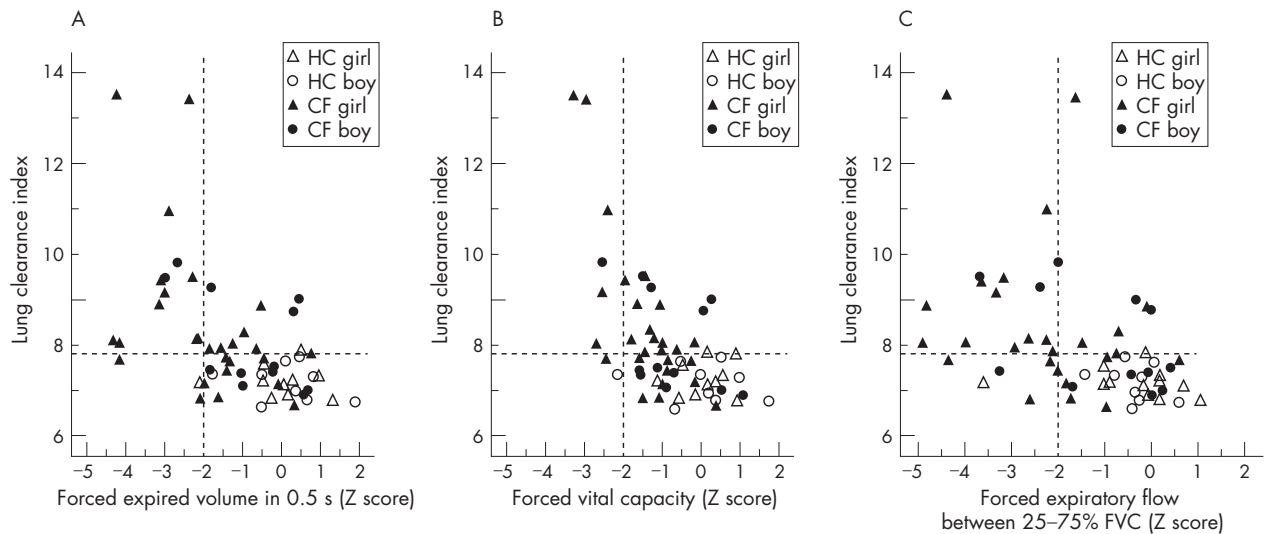 A
HC girl
HC boy
CF girl
CF boy
14
12
10
8
6
Lung clearance index
−5 −4 −3 −2 −1 0 1 2
Forced expired volume in 0.5 s (Z score)
B
HC girl
HC boy
CF girl
CF boy
14
12
10
8
6
Lung clearance index
−5 −4 −3 −2 −1 0 1 2
Forced vital capacity (Z score)
C
HC girl
HC boy
CF girl
CF boy
14
12
10
8
6
Lung clearance index
−5 −4 −3 −2 −1 0 1 2
Forced expiratory flow
between 25–75% FVC (Z score)